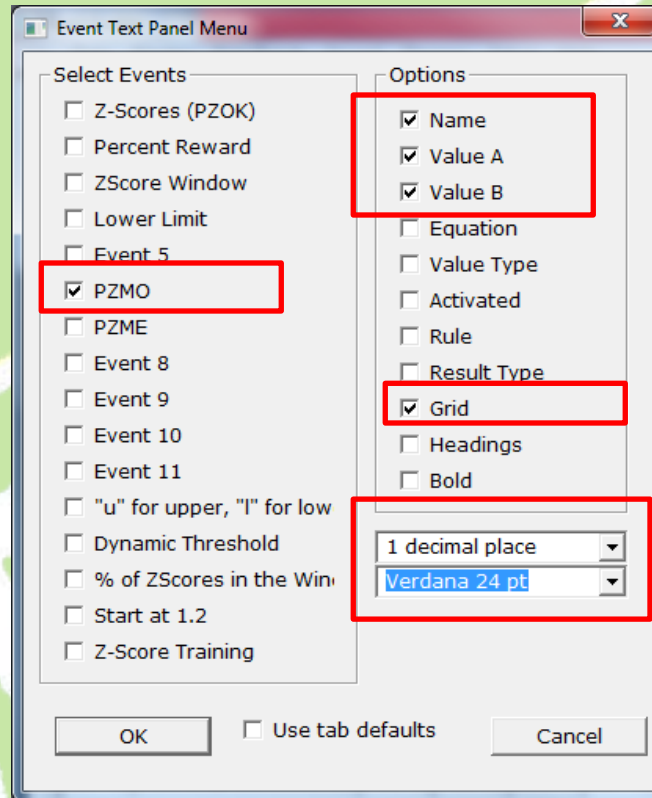 Event Text Panel Menu
x
Select Events
Z-Scores (PZOK)
Percent Reward
ZScore Window
Lower Limit
Event 5
PZMO
PZME
Event 8
Event 9
Event 10
Event 11
"u" for upper, "l" for low
Dynamic Threshold
% of ZScores in the Win
Start at 1.2
Z-Score Training
Options
Name
Value A
Value B
Equation
Value Type
Activated
Rule
Result Type
Grid
Headings
Bold
1 decimal place
Verdana 24 pt
OK
Use tab defaults
Cancel